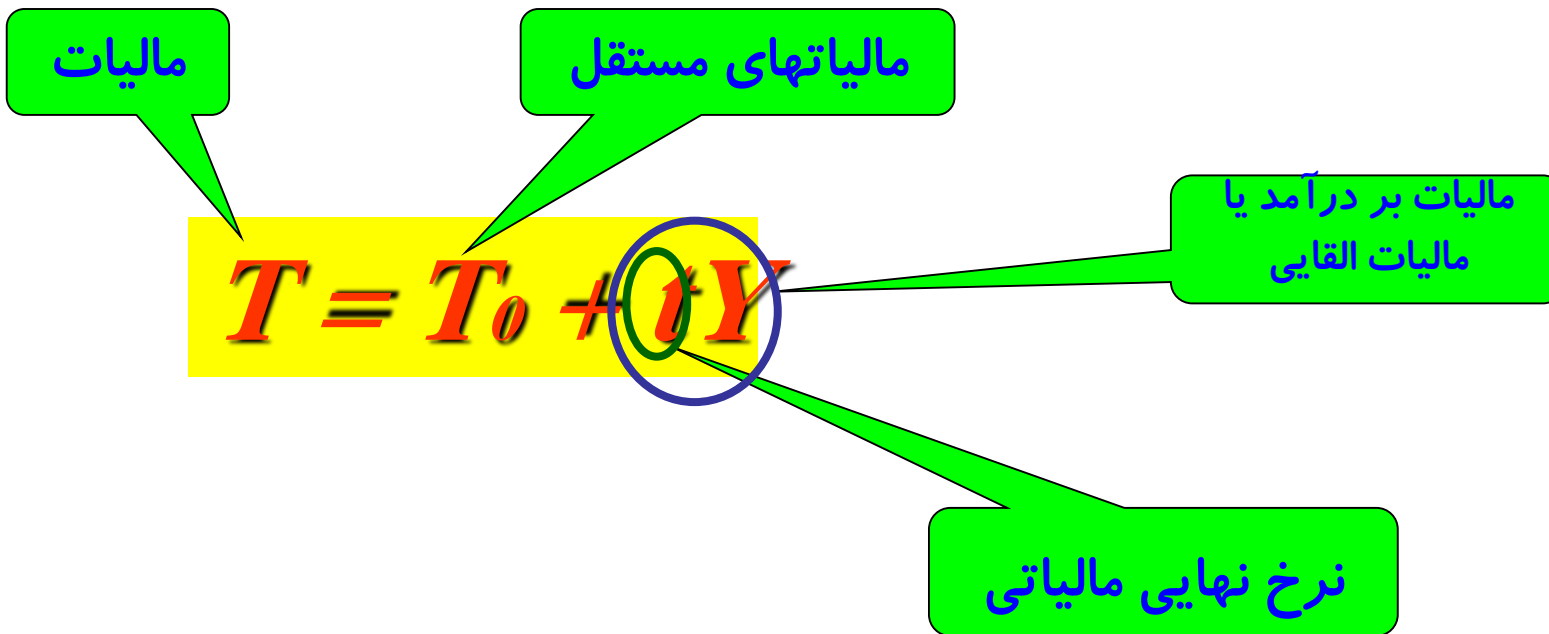 مالیات
مالیاتهای مستقل
مالیات بر درآمد یا
مالیات القایی
T = T₀ + tY
نرخ نهایی مالیاتی